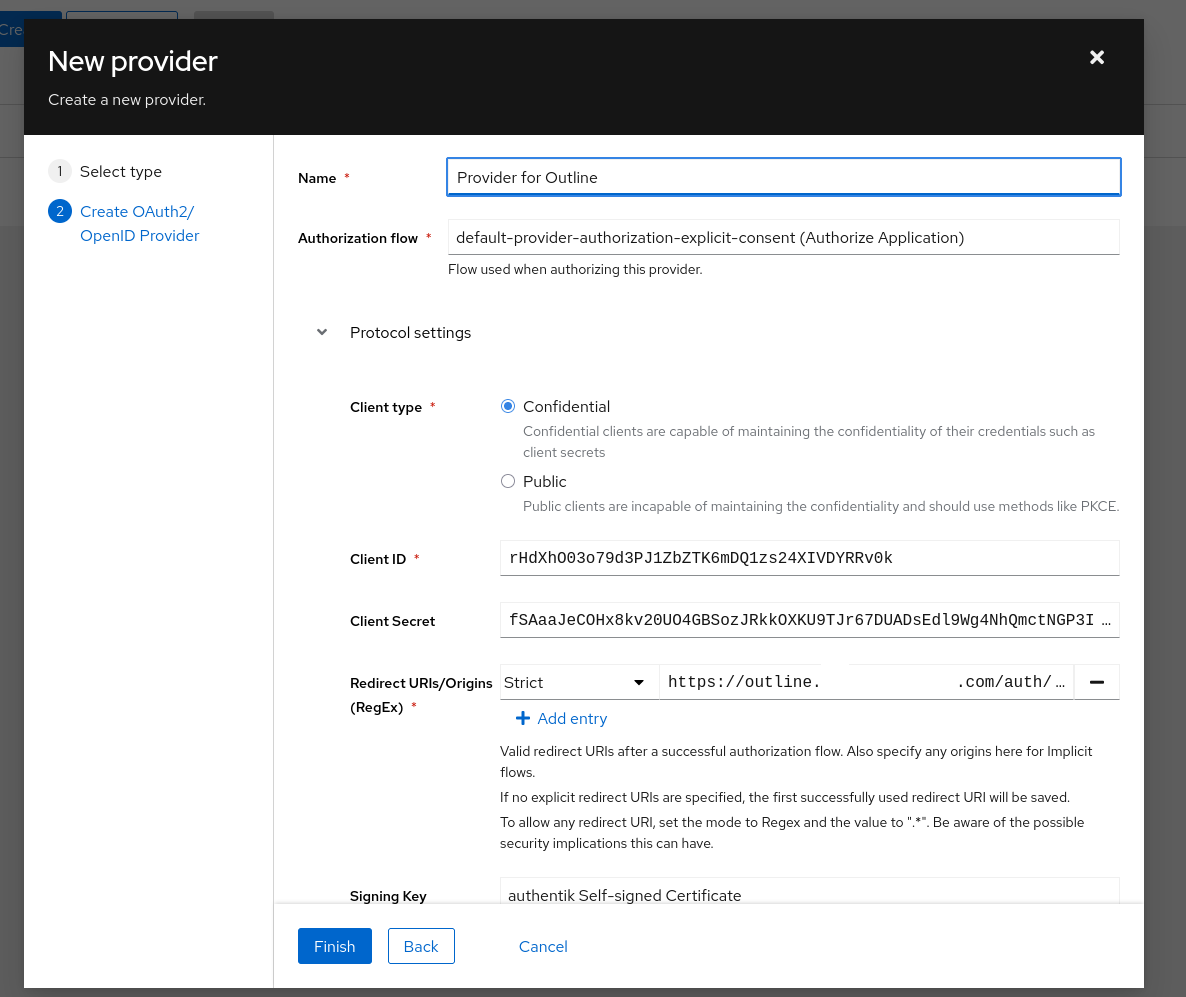 Cre
New provider
Create a new provider.
1 Select type
2 Create OAuth2/
OpenID Provider
Name *
Provider for Outline
Authorization flow *
default-provider-authorization-explicit-consent (Authorize Application)
Flow used when authorizing this provider.
Protocol settings
Client type *
Confidential
Confidential clients are capable of maintaining the confidentiality of their credentials such as
client secrets
Public
Public clients are incapable of maintaining the confidentiality and should use methods like PKCE.
Client ID *
rHdXhO03o79d3PJ1ZbZTK6mDQ1zs24XIVDYRRv0k
Client Secret
fSAaaJeCOHx8kv20UO4GBSozJRkkOXKU9TJr67DUADsEdl9Wg4NhQmctNGP3I …
Redirect URIs/Origins
(RegEx) *
Strict
https://outline. .com/auth/ …
Add entry
Valid redirect URIs after a successful authorization flow. Also specify any origins here for Implicit
flows.
If no explicit redirect URIs are specified, the first successfully used redirect URI will be saved.
To allow any redirect URI, set the mode to Regex and the value to ".*". Be aware of the possible
security implications this can have.
Signing Key
authentik Self-signed Certificate
Finish
Back
Cancel